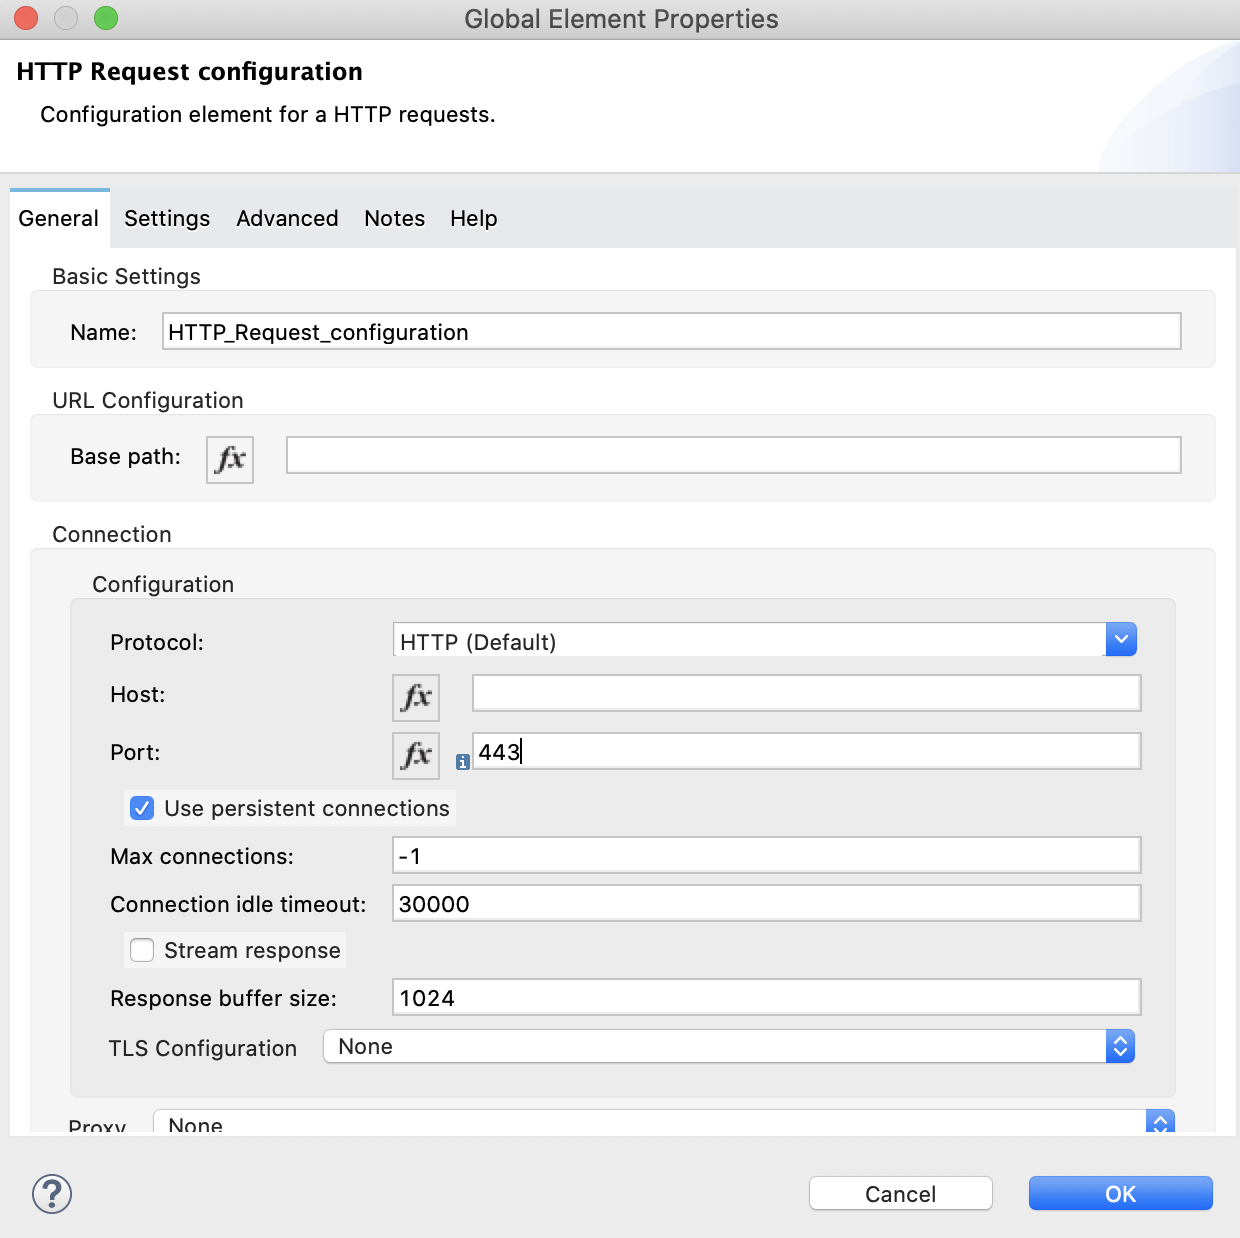 Global Element Properties
HTTP Request configuration
Configuration element for a HTTP requests.
General Settings Advanced Notes Help
Basic Settings
Name: HTTP_Request_configuration
URL Configuration
Base path: fx
Connection
Configuration
Protocol: HTTP (Default)
Host: fx
Port: fx i 443
Use persistent connections
Max connections: -1
Connection idle timeout: 30000
Stream response
Response buffer size: 1024
TLS Configuration None
Proxy None
? Cancel OK